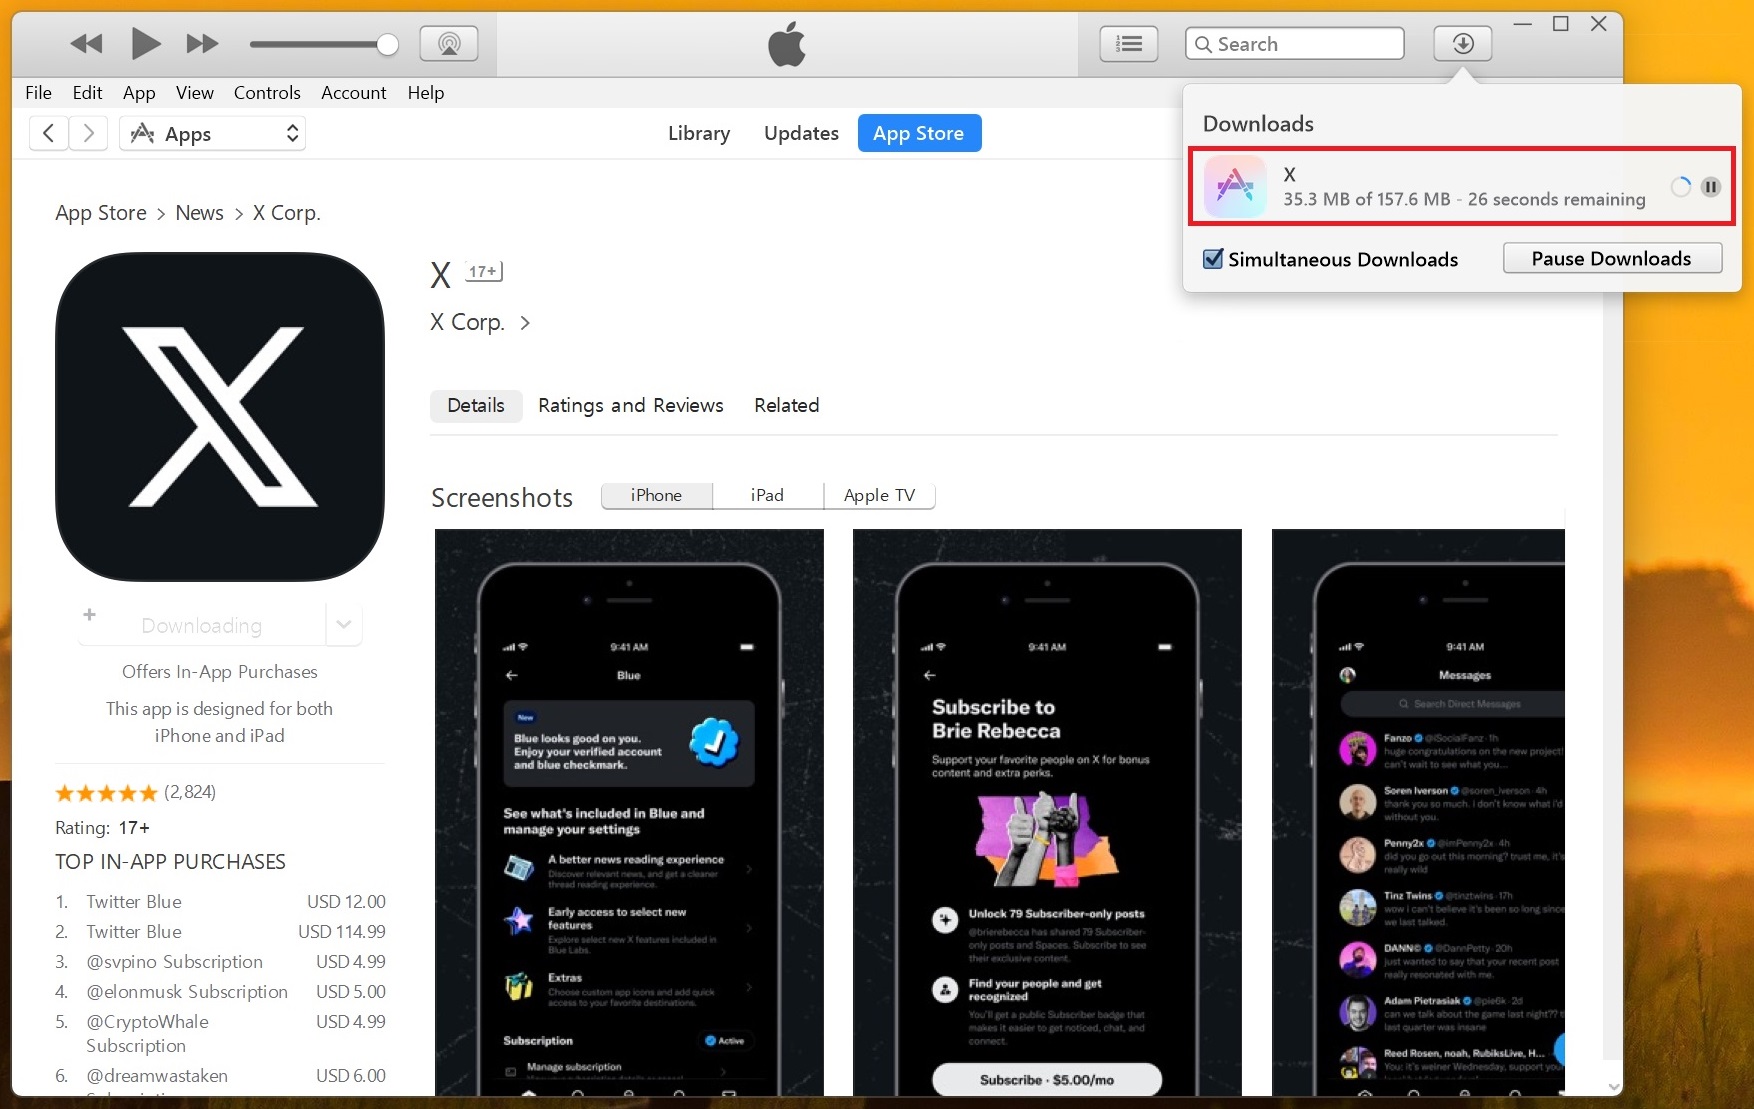 Search
File Edit App View Controls Account Help
Apps
Library Updates App Store
Downloads
X
35.3 MB of 157.6 MB - 26 seconds remaining
Simultaneous Downloads
Pause Downloads
App Store > News > X Corp.
X 17+
X Corp. >
Details Ratings and Reviews Related
Screenshots iPhone iPad Apple TV
+ Downloading
Offers In-App Purchases
This app is designed for both
iPhone and iPad
(2,824)
Rating: 17+
TOP IN-APP PURCHASES
1. Twitter Blue USD 12.00
2. Twitter Blue USD 114.99
3. @svpino Subscription USD 4.99
4. @elonmusk Subscription USD 5.00
5. @CryptoWhale USD 4.99
Subscription
6. @dreamwastaken USD 6.00
9:41 AM
Blue
New
Blue looks good on you.
Enjoy your verified account
and blue checkmark.
See what's included in Blue and
manage your settings
A better news reading experience
Discover relevant news, and get a cleaner
thread reading experience.
Early access to select new
features
Explore select new X features included in
Blue Labs.
Extras
Choose custom app icons and add quick
access to your favorite destinations.
Subscription Active
Manage subscription
9:41 AM
Subscribe to
Brie Rebecca
Support your favorite people on X for bonus
content and extra perks.
Unlock 79 Subscriber-only posts
@brierebecca has shared 79 Subscriber-
only posts and Spaces. Subscribe to see
their exclusive content.
Find your people and get
recognized
You'll get a public Subscriber badge that
makes it easier to get noticed, chat, and
connect.
Subscribe · $5.00/mo
9:41 AM
Messages
Search Direct Messages
Fanzo @iSocialFanz · 1h
huge congratulations on the new project!
can't wait to see what you...
Soren Iverson @soren_iverson · 4h
thank you so much. i don't know what i'd
without you.
Penny2x @imPenny2x · 4h
did you go out this morning? trust me, it's
really wild
Tinz Twins @tinztwins · 17h
wow i can't believe it's been so long since
we last talked.
DANN© @DannPetty · 20h
just wanted to say that your recent post
really resonated with me.
Adam Pietrasiak @pie6k · 2d
can we talk about the game last night??
last quarter was insane
Reed Rosen, noah, RubiksLive, H...
You: it's weiner Wednesday, support your